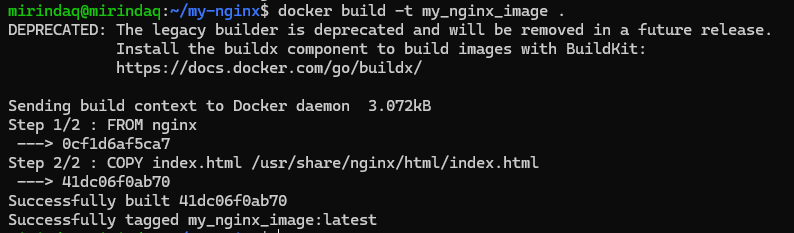 mirindaq@mirindaq:~/my-nginx$ docker build -t my_nginx_image .
DEPRECATED: The legacy builder is deprecated and will be removed in a future release.
            Install the buildx component to build images with BuildKit:
            https://docs.docker.com/go/buildx/

Sending build context to Docker daemon  3.072kB
Step 1/2 : FROM nginx
 ---> 0cf1d6af5ca7
Step 2/2 : COPY index.html /usr/share/nginx/html/index.html
 ---> 41dc06f0ab70
Successfully built 41dc06f0ab70
Successfully tagged my_nginx_image:latest